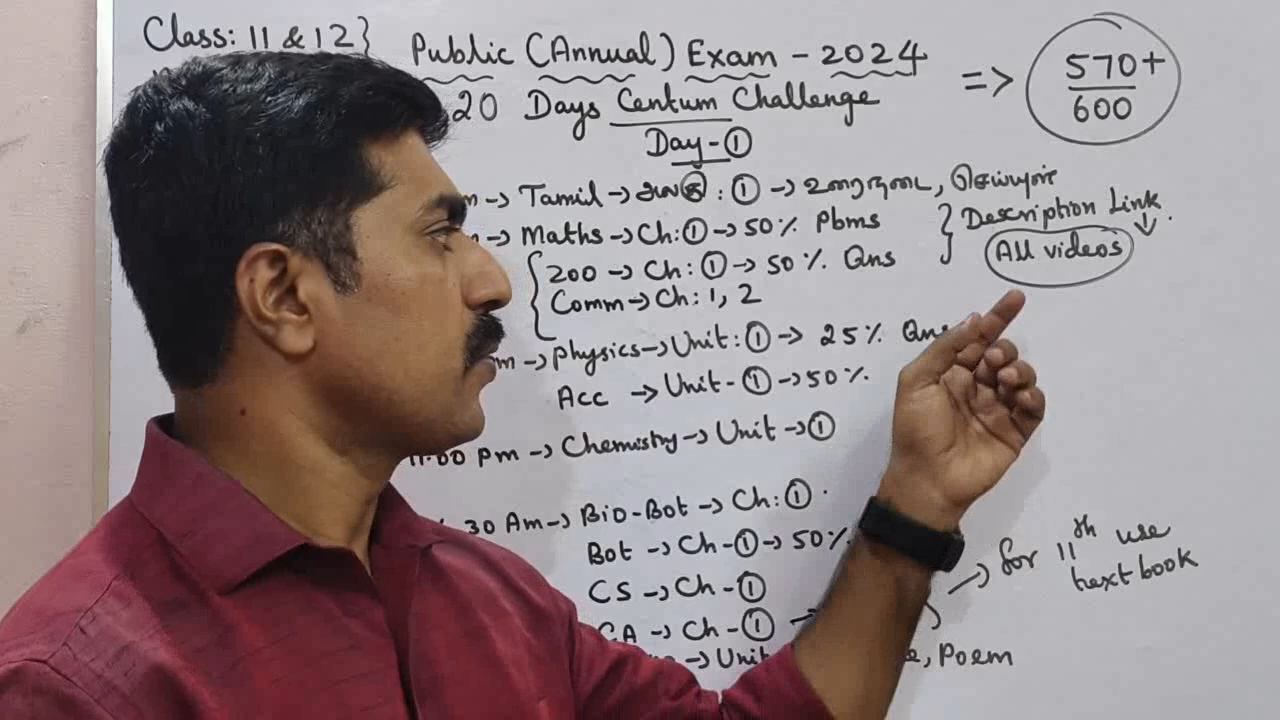 Class: 11 & 12}
Public (Annual) Exam - 2024
=> 570+/600
20 Days Centum Challenge
Day - ①
m → Tamil → இயல் : ① → உரைநடை, செய்யுள்
→ Maths → Ch: ① → 50% Pbms
{ 200 → Ch: ① → 50% Qns
Comm → Ch: 1, 2
} Description Link ↓.
All videos
m → Physics → Unit: ① → 25% Qns
Acc → Unit - ① → 50%
11.00 Pm → Chemistry → Unit → ①
30 Am → Bio-Bot → Ch: ①.
Bot → Ch - ① → 50%
CS → Ch - ①
CA → Ch - ① →
→ Unit
, Poem
→ for 11th use
text book